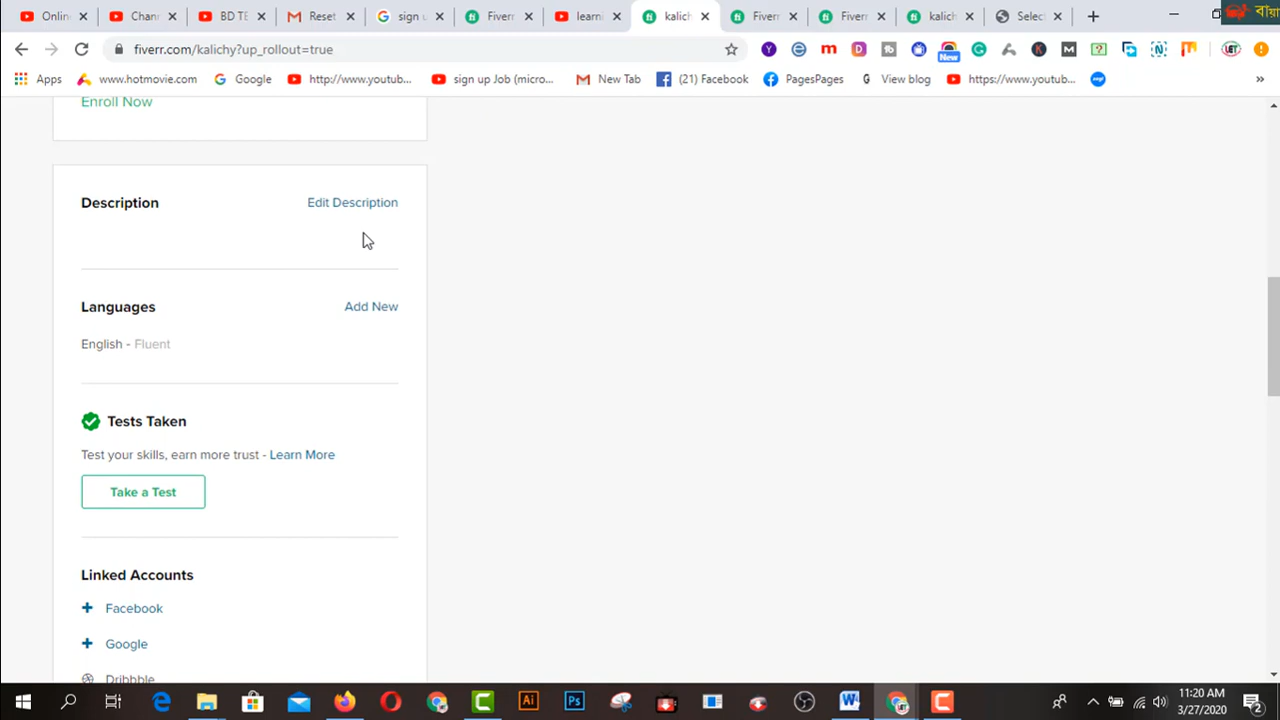 Onlin
Chann
BD TE
Reset
sign u
Fiverr
learni
kalich
Fiverr
Fiverr
kalich
Selec
বাঁয়া
fiverr.com/kalichy?up_rollout=true
New
Apps
www.hotmovie.com
Google
http://www.youtub...
sign up Job (micro...
New Tab
(21) Facebook
PagesPages
View blog
https://www.youtub...
»
Enroll Now
Description
Edit Description
Languages
Add New
English - Fluent
Tests Taken
Test your skills, earn more trust - Learn More
Take a Test
Linked Accounts
Facebook
Google
Dribbble
11:20 AM
3/27/2020